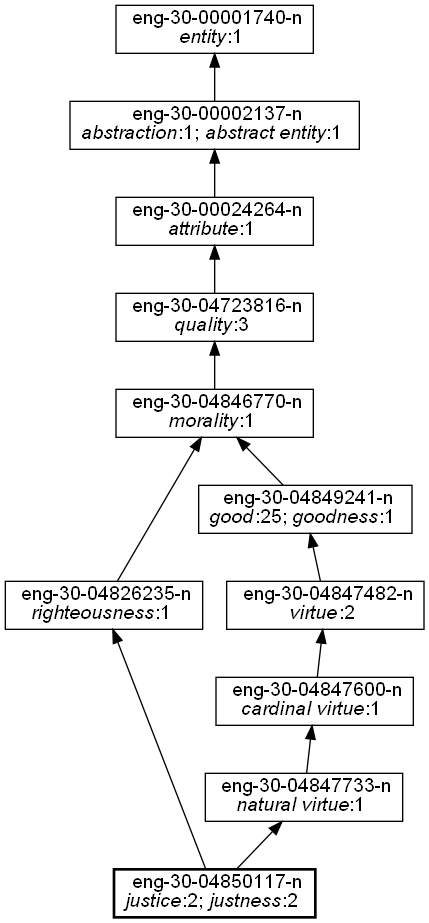 eng-30-00001740-n
entity:1
eng-30-00002137-n
abstraction:1; abstract entity:1
eng-30-00024264-n
attribute:1
eng-30-04723816-n
quality:3
eng-30-04846770-n
morality:1
eng-30-04849241-n
good:25; goodness:1
eng-30-04826235-n
righteousness:1
eng-30-04847482-n
virtue:2
eng-30-04847600-n
cardinal virtue:1
eng-30-04847733-n
natural virtue:1
eng-30-04850117-n
justice:2; justness:2